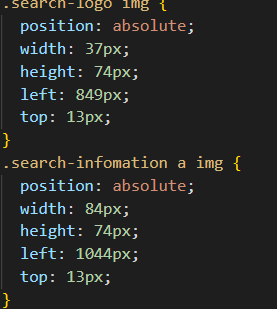 .search-logo img {
position: absolute;
width: 37px;
height: 74px;
left: 849px;
top: 13px;
}
.search-infomation a img {
position: absolute;
width: 84px;
height: 74px;
left: 1044px;
top: 13px;
}